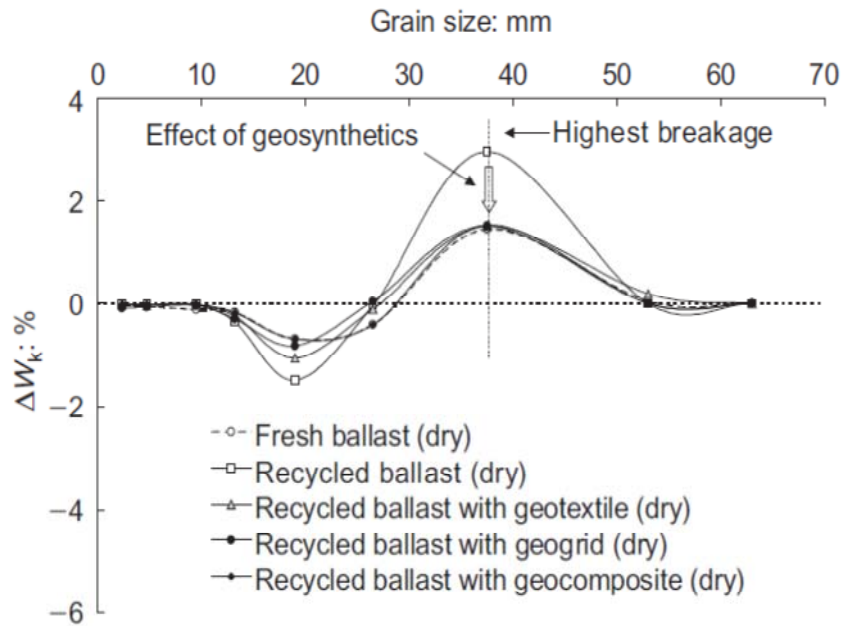 Grain size: mm
0 10 20 30 40 50 60 70
4
Effect of geosynthetics
Highest breakage
2
0
−2
−4
−6
ΔWk: %
Fresh ballast (dry)
Recycled ballast (dry)
Recycled ballast with geotextile (dry)
Recycled ballast with geogrid (dry)
Recycled ballast with geocomposite (dry)